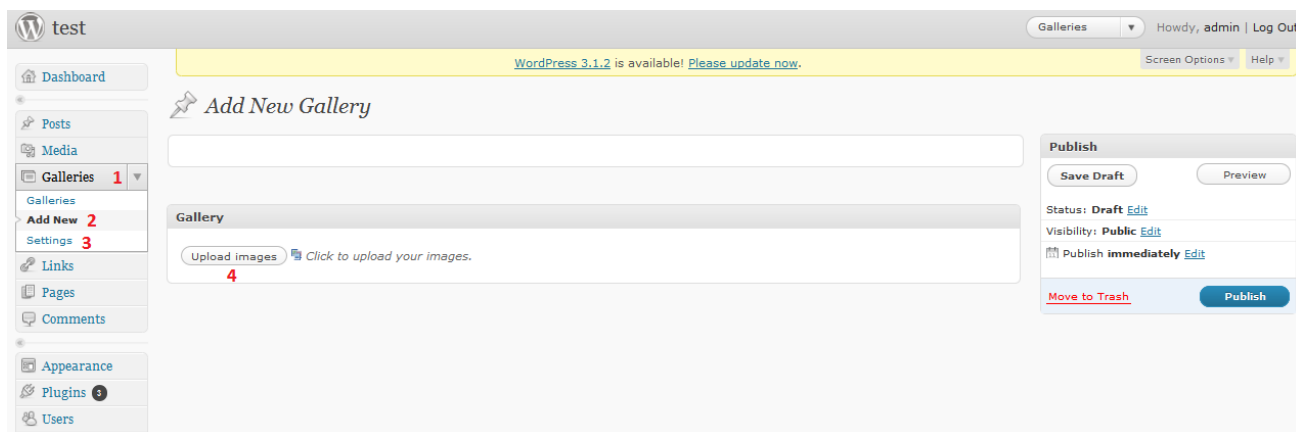 test
Galleries
Howdy, admin | Log Out
WordPress 3.1.2 is available! Please update now.
Screen Options
Help
Dashboard
Posts
Media
Galleries 1
Galleries
Add New 2
Settings 3
Links
Pages
Comments
Appearance
Plugins 3
Users
Add New Gallery
Gallery
Upload images Click to upload your images.
4
Publish
Save Draft Preview
Status: Draft Edit
Visibility: Public Edit
Publish immediately Edit
Move to Trash Publish